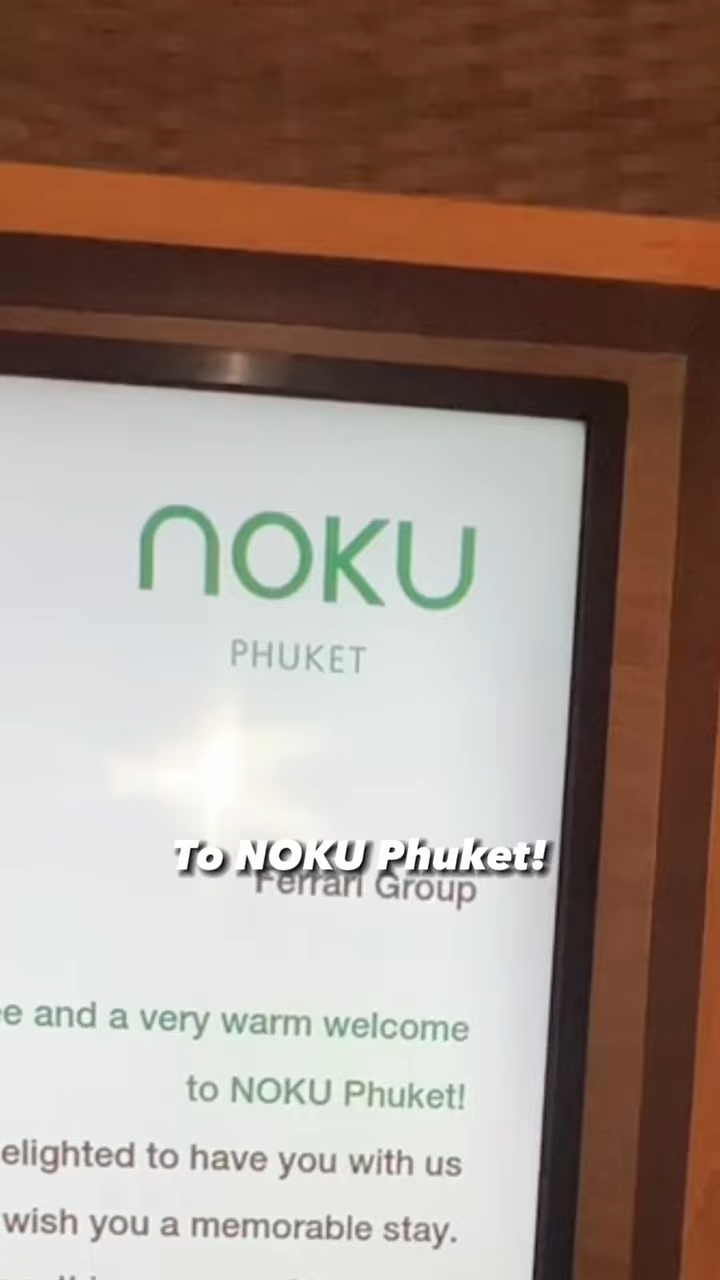 noku
PHUKET
To NOKU Phuket!
Ferrari Group
and a very warm welcome
to NOKU Phuket!
to have you with us
wish you a memorable stay.